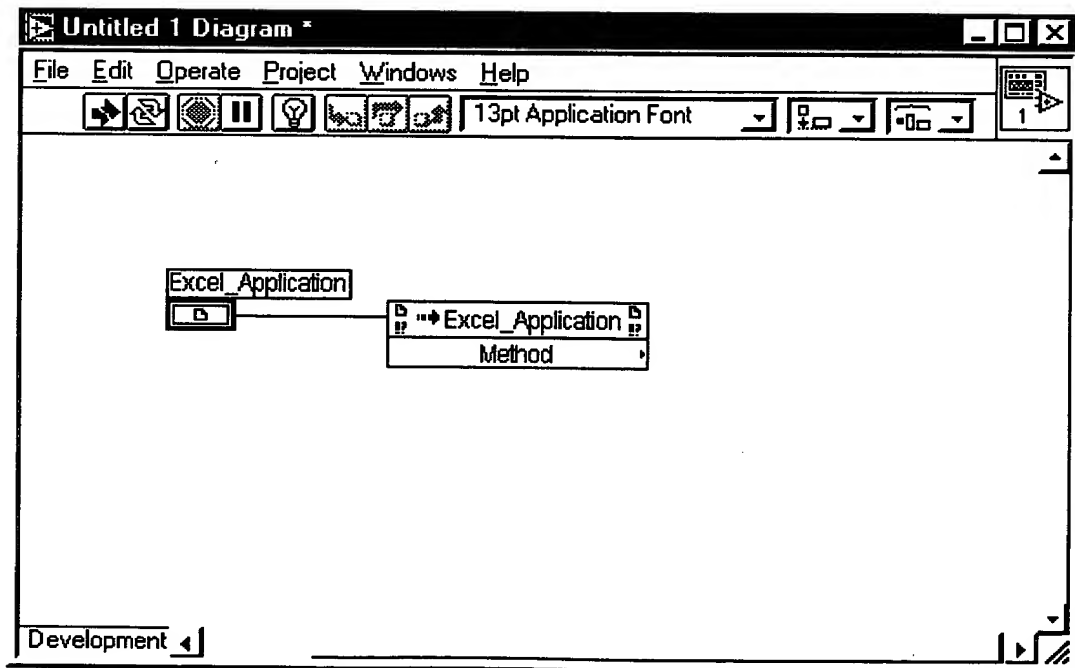 Untitled 1 Diagram *
File Edit Operate Project Windows Help
13pt Application Font
1
Excel_Application
Excel_Application
Method
Development